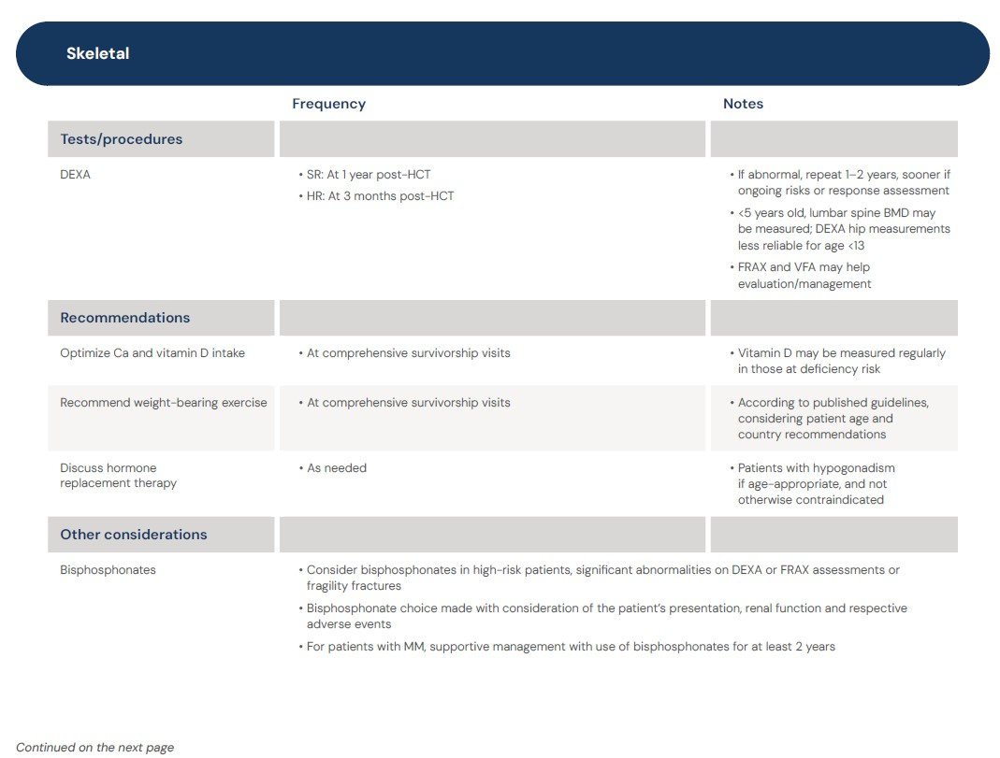 Skeletal
Frequency
Notes
Tests/procedures
DEXA
• SR: At 1 year post-HCT
• HR: At 3 months post-HCT
• If abnormal, repeat 1–2 years, sooner if
ongoing risks or response assessment
• <5 years old, lumbar spine BMD may
be measured; DEXA hip measurements
less reliable for age <13
• FRAX and VFA may help
evaluation/management
Recommendations
Optimize Ca and vitamin D intake
• At comprehensive survivorship visits
• Vitamin D may be measured regularly
in those at deficiency risk
Recommend weight-bearing exercise
• At comprehensive survivorship visits
• According to published guidelines,
considering patient age and
country recommendations
Discuss hormone
replacement therapy
• As needed
• Patients with hypogonadism
if age-appropriate, and not
otherwise contraindicated
Other considerations
Bisphosphonates
• Consider bisphosphonates in high-risk patients, significant abnormalities on DEXA or FRAX assessments or
fragility fractures
• Bisphosphonate choice made with consideration of the patient's presentation, renal function and respective
adverse events
• For patients with MM, supportive management with use of bisphosphonates for at least 2 years
Continued on the next page